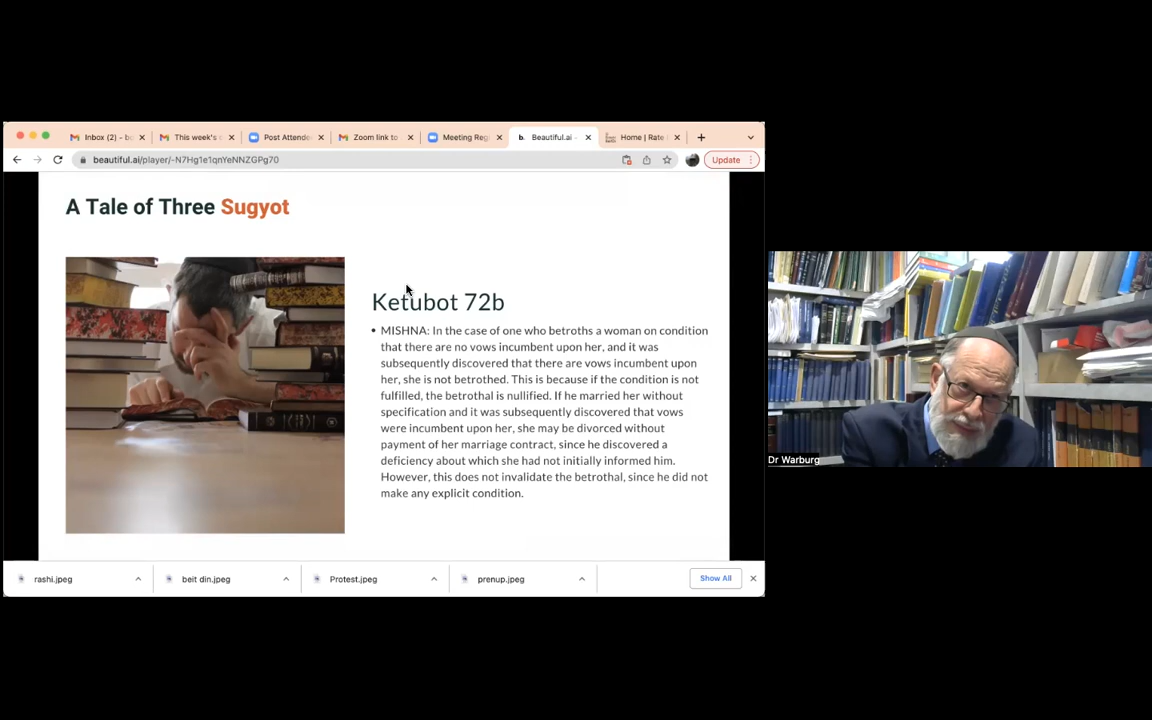 Inbox (2) - bo
This week's c
Post Attende
Zoom link to
Meeting Reg
b. Beautiful.ai -
Home | Rate
beautiful.ai/player/-N7Hg1e1qnYeNNZGPg70
Update
A Tale of Three Sugyot
Ketubot 72b
• MISHNA: In the case of one who betroths a woman on condition
that there are no vows incumbent upon her, and it was
subsequently discovered that there are vows incumbent upon
her, she is not betrothed. This is because if the condition is not
fulfilled, the betrothal is nullified. If he married her without
specification and it was subsequently discovered that vows
were incumbent upon her, she may be divorced without
payment of her marriage contract, since he discovered a
deficiency about which she had not initially informed him.
However, this does not invalidate the betrothal, since he did not
make any explicit condition.
Dr Warburg
rashi.jpeg
beit din.jpeg
Protest.jpeg
prenup.jpeg
Show All